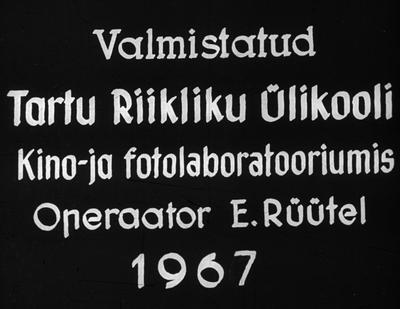 Valmistatud
Tartu Riikliku Ülikooli
Kino-ja fotolaboratooriumis
Operaator E. Rüütel
1967